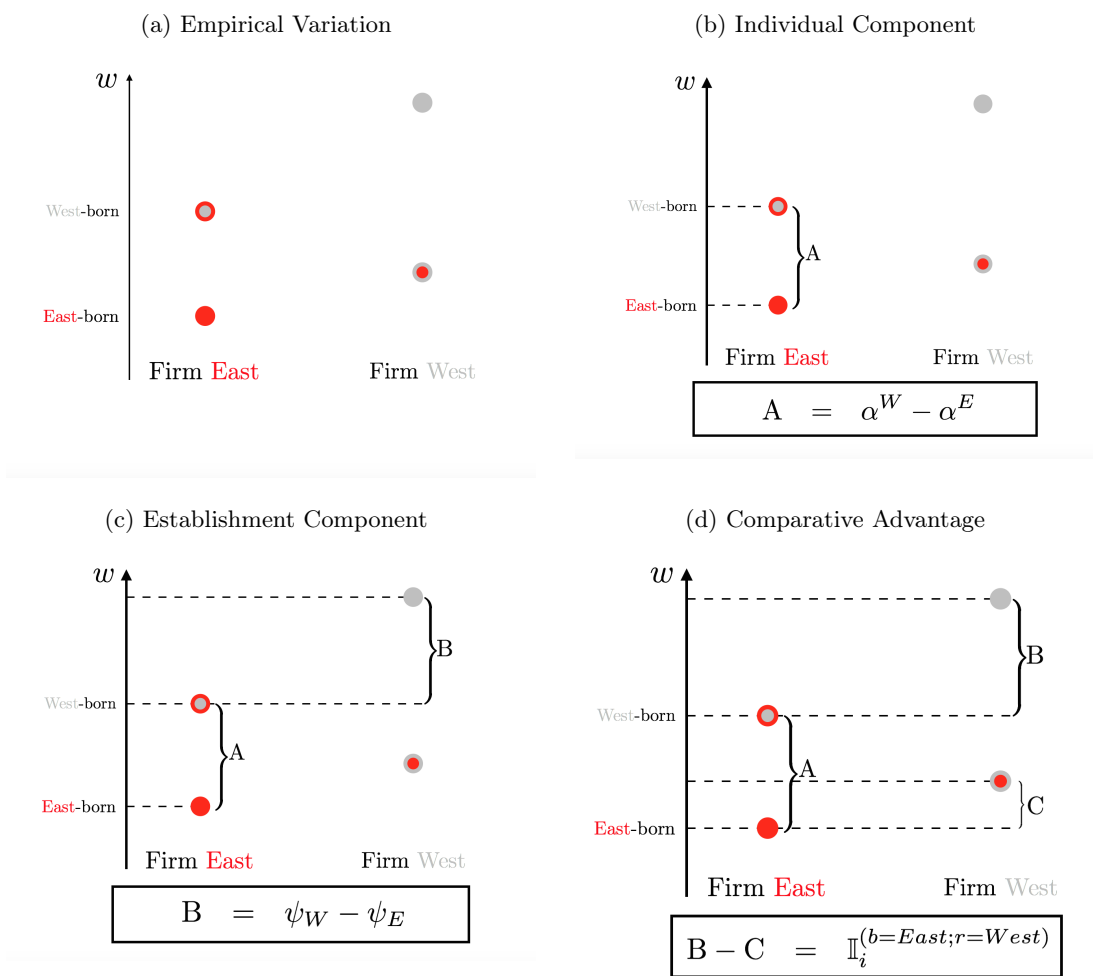 (a) Empirical Variation
w
West-born
East-born
Firm East
Firm West
(b) Individual Component
w
West-born
A
East-born
Firm East
Firm West
A = α^W − α^E
(c) Establishment Component
w
B
West-born
A
East-born
Firm East
Firm West
B = ψ_W − ψ_E
(d) Comparative Advantage
w
B
West-born
A
C
East-born
Firm East
Firm West
B − C = 𝕀_i^(b=East;r=West)